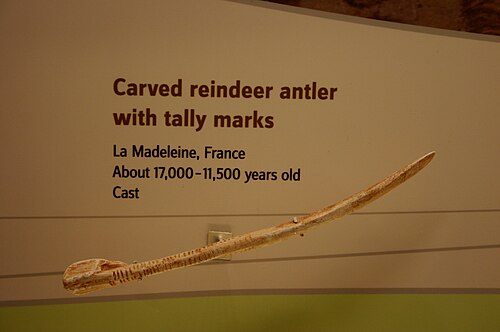 Carved reindeer antler
with tally marks
La Madeleine, France
About 17,000–11,500 years old
Cast